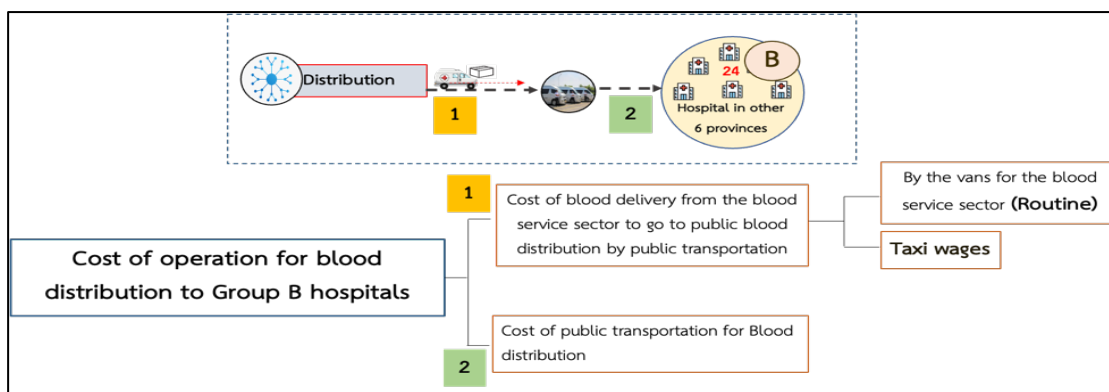 Distribution
1
2
B
24
Hospital in other
6 provinces
1
Cost of blood delivery from the blood
service sector to go to public blood
distribution by public transportation
By the vans for the blood
service sector (Routine)
Taxi wages
Cost of operation for blood
distribution to Group B hospitals
Cost of public transportation for Blood
distribution
2